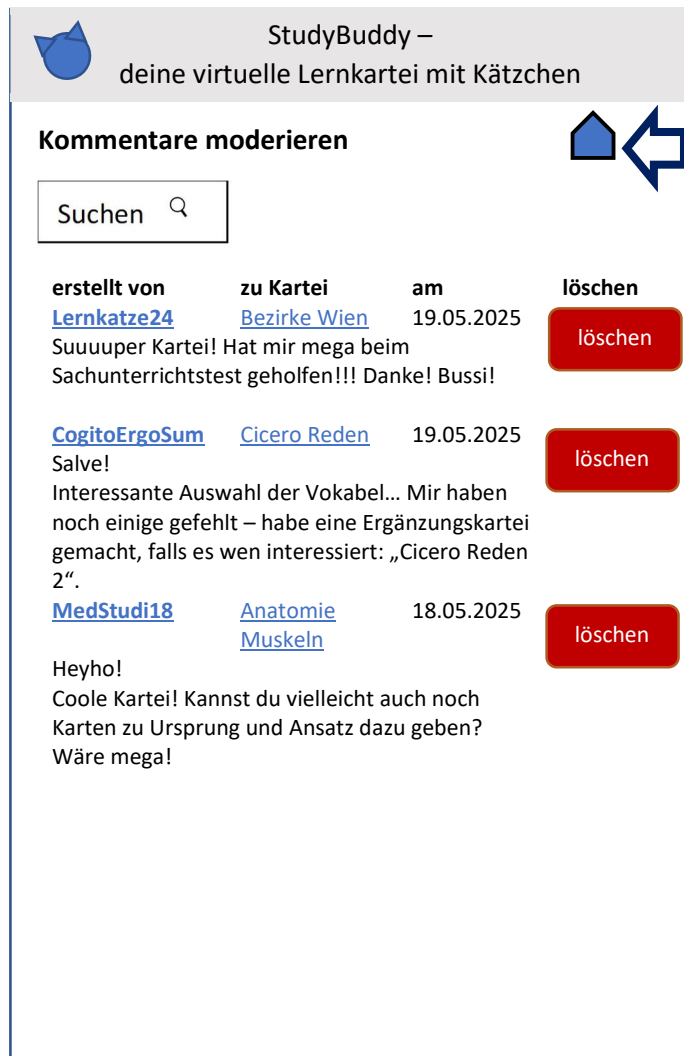 StudyBuddy –
deine virtuelle Lernkartei mit Kätzchen
Kommentare moderieren
Suchen
erstellt von zu Kartei am löschen
Lernkatze24 Bezirke Wien 19.05.2025
löschen
Suuuuper Kartei! Hat mir mega beim
Sachunterrichtstest geholfen!!! Danke! Bussi!
CogitoErgoSum Cicero Reden 19.05.2025
löschen
Salve!
Interessante Auswahl der Vokabel… Mir haben
noch einige gefehlt – habe eine Ergänzungskartei
gemacht, falls es wen interessiert: „Cicero Reden
2“.
MedStudi18 Anatomie 18.05.2025
Muskeln
löschen
Heyho!
Coole Kartei! Kannst du vielleicht auch noch
Karten zu Ursprung und Ansatz dazu geben?
Wäre mega!